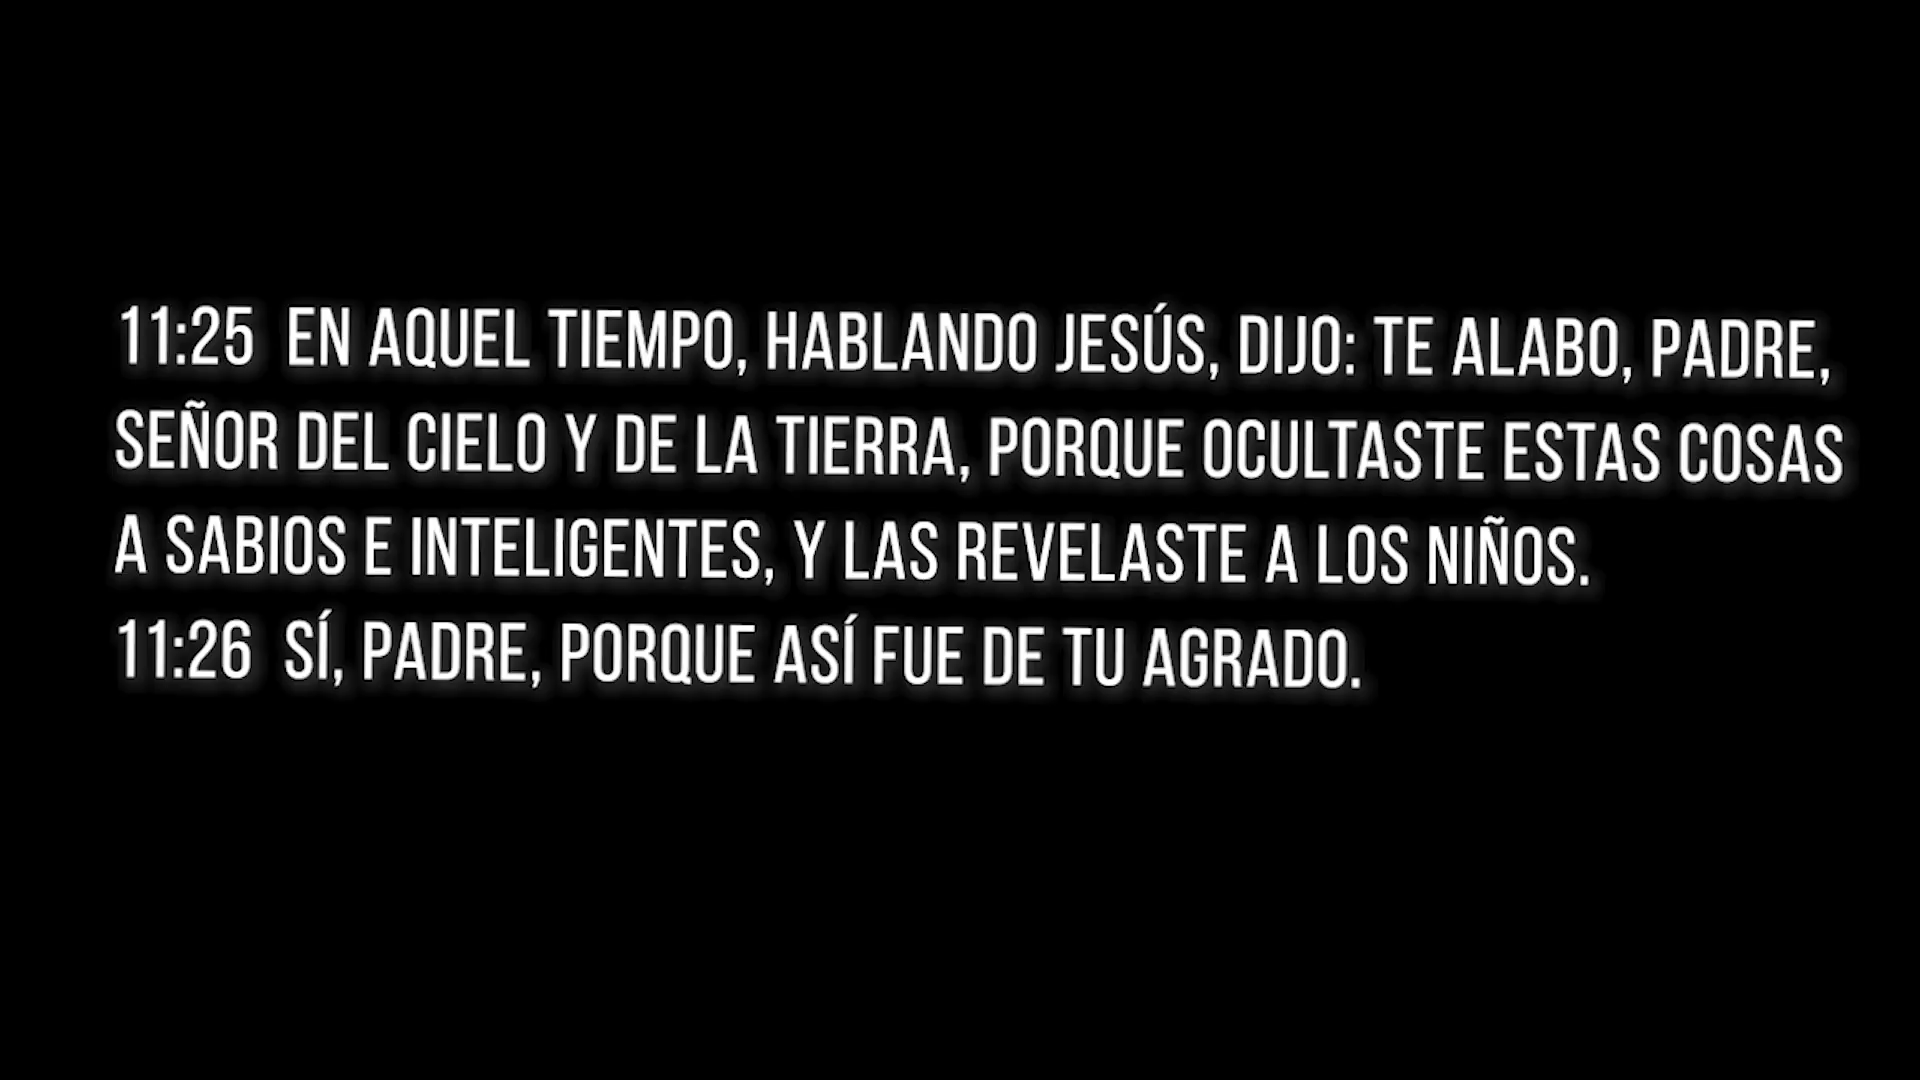 11:25 EN AQUEL TIEMPO, HABLANDO JESÚS, DIJO: TE ALABO, PADRE,
SEÑOR DEL CIELO Y DE LA TIERRA, PORQUE OCULTASTE ESTAS COSAS
A SABIOS E INTELIGENTES, Y LAS REVELASTE A LOS NIÑOS.
11:26 SÍ, PADRE, PORQUE ASÍ FUE DE TU AGRADO.